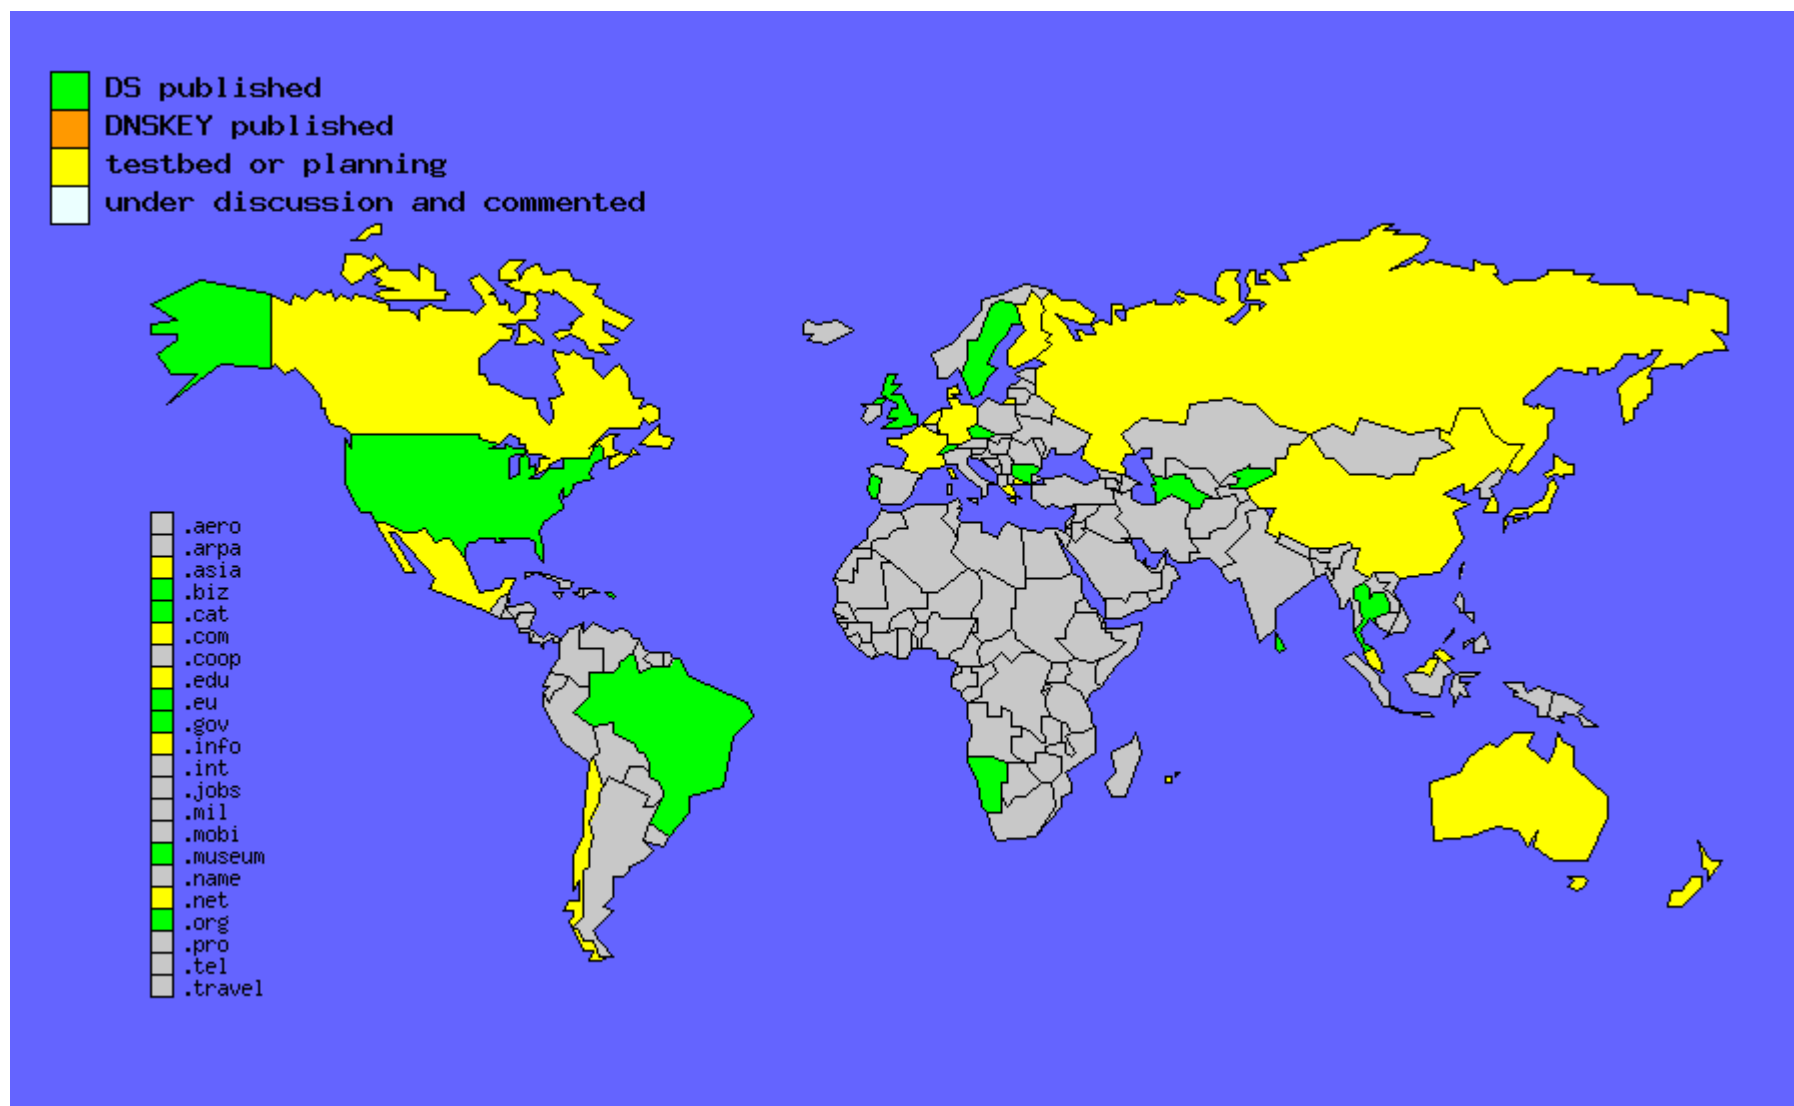 DS published
DNSKEY published
testbed or planning
under discussion and commented
.aero
.arpa
.asia
.biz
.cat
.com
.coop
.edu
.eu
.gov
.info
.int
.jobs
.mil
.mobi
.museum
.name
.net
.org
.pro
.tel
.travel